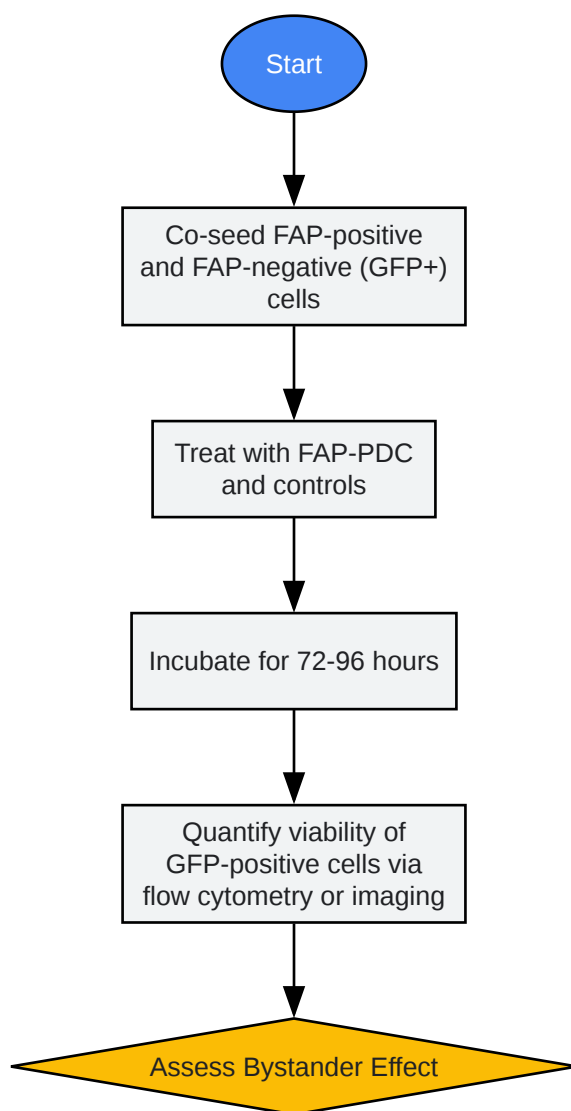 Start
Co-seed FAP-positive
and FAP-negative (GFP+)
cells
Treat with FAP-PDC
and controls
Incubate for 72-96 hours
Quantify viability of
GFP-positive cells via
flow cytometry or imaging
Assess Bystander Effect